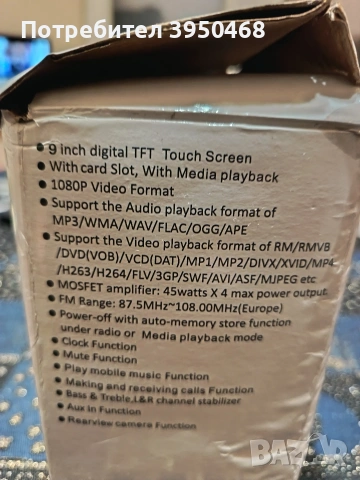 Потребител 3950468
• 9 inch digital TFT Touch Screen
• With card Slot, With Media playback
• 1080P Video Format
• Support the Audio playback format of
MP3/WMA/WAV/FLAC/OGG/APE
• Support the Video playback format of RM/RMVB
/DVD(VOB)/VCD(DAT)/MP1/MP2/DIVX/XVID/MP4
/H263/H264/FLV/3GP/SWF/AVI/ASF/MJPEG etc
• MOSFET amplifier: 45watts X 4 max power output.
• FM Range: 87.5MHz~108.00MHz(Europe)
• Power-off with auto-memory store function
under radio or Media playback mode
• Clock Function
• Mute Function
• Play mobile music Function
• Making and receiving calls Function
• Bass & Treble,L&R channel stabilizer
• Aux in Function
• Rearview camera Function
BAZAR